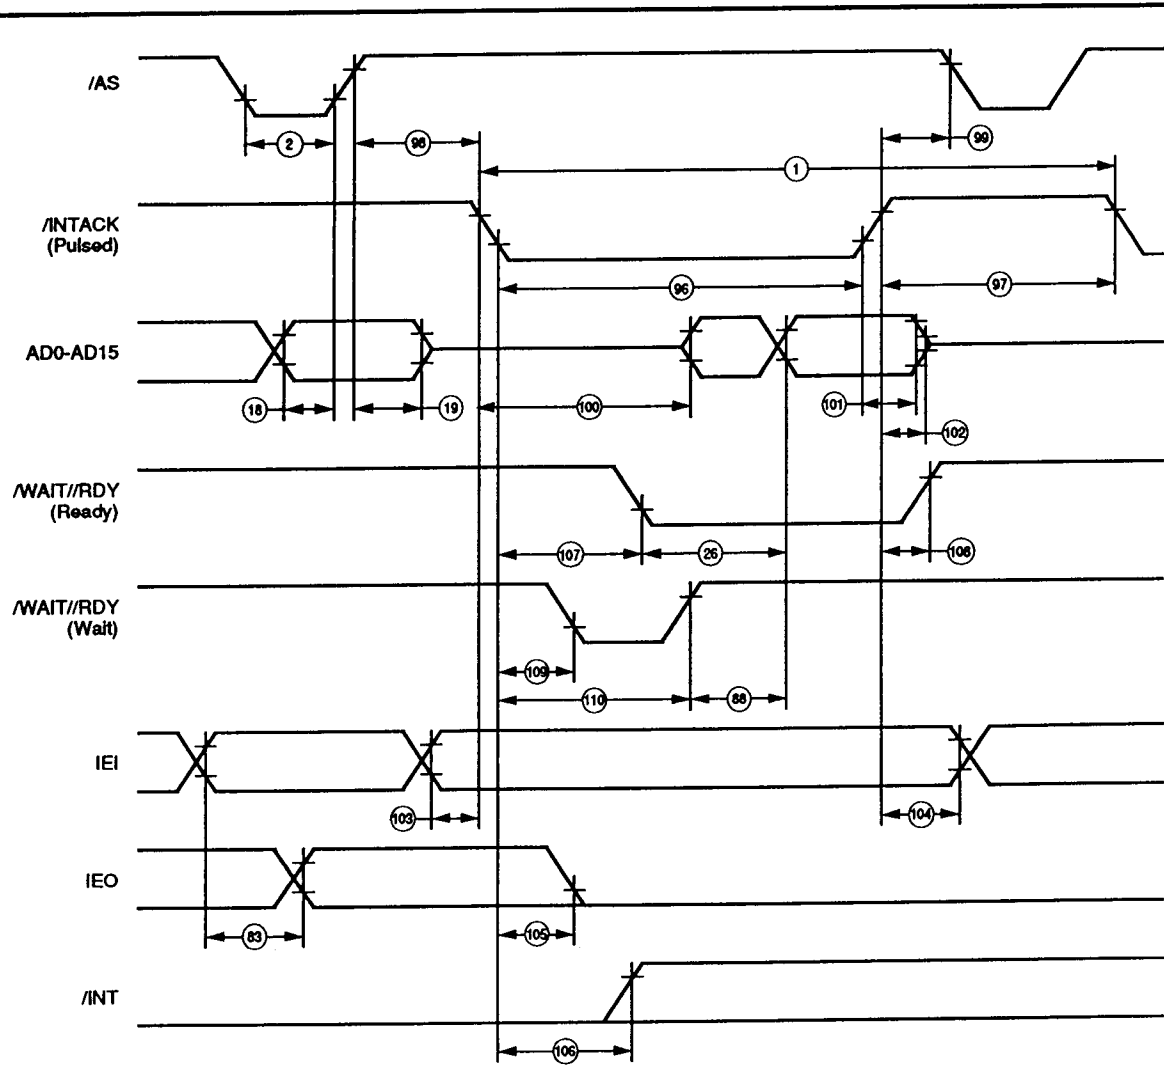 /AS
2
98
99
1
/INTACK
(Pulsed)
96
97
AD0-AD15
18
19
100
101
102
/WAIT//RDY
(Ready)
107
26
108
/WAIT//RDY
(Wait)
109
110
88
IEI
103
104
IEO
83
105
/INT
106